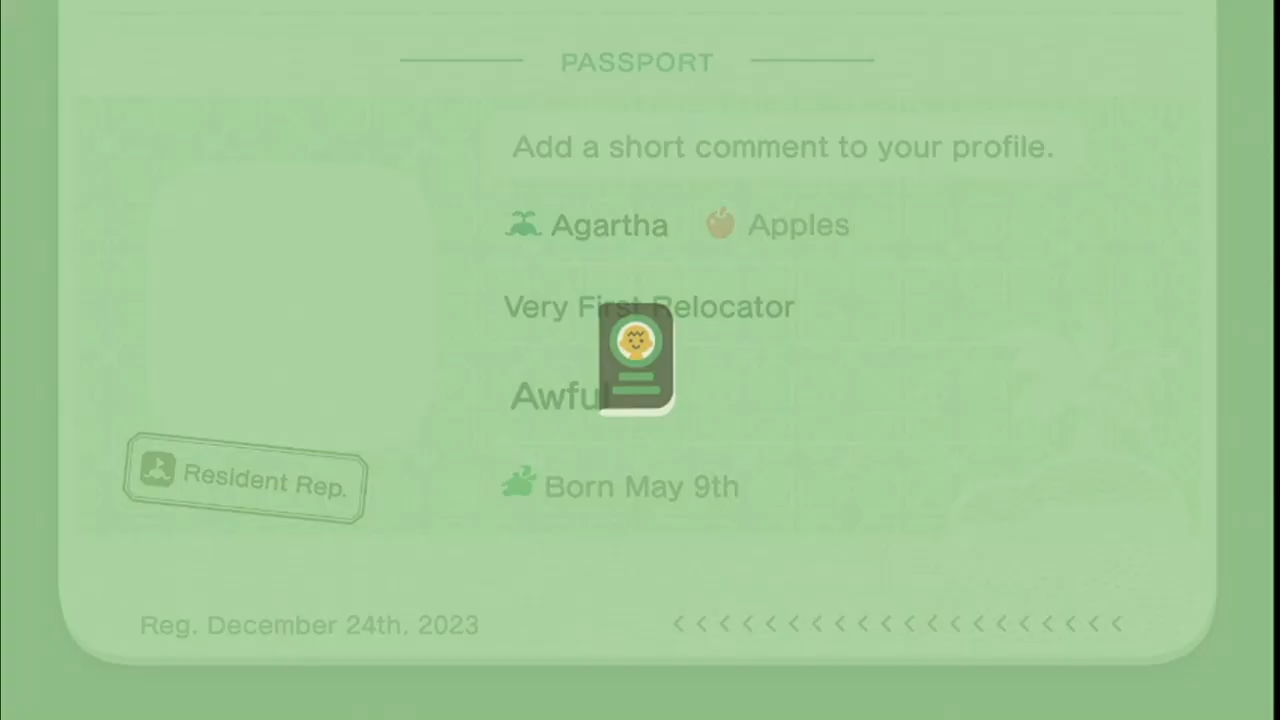 PASSPORT
Add a short comment to your profile.
Agartha Apples
Very First Relocator
Awful
Resident Rep.
Born May 9th
Reg. December 24th, 2023 <<<<<<<<<<<<<<<<<<<<